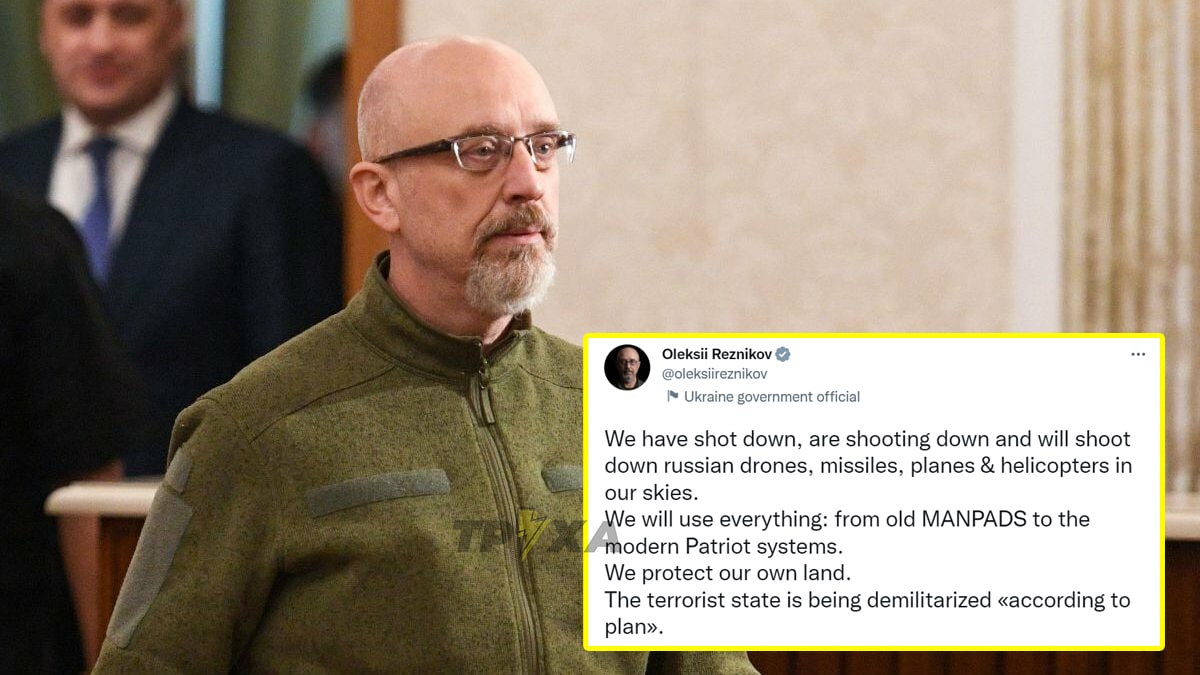 Oleksii Reznikov
@oleksiireznikov
Ukraine government official
We have shot down, are shooting down and will shoot
down russian drones, missiles, planes & helicopters in
our skies.
We will use everything: from old MANPADS to the
modern Patriot systems.
We protect our own land.
The terrorist state is being demilitarized «according to
plan».
ТРУХА